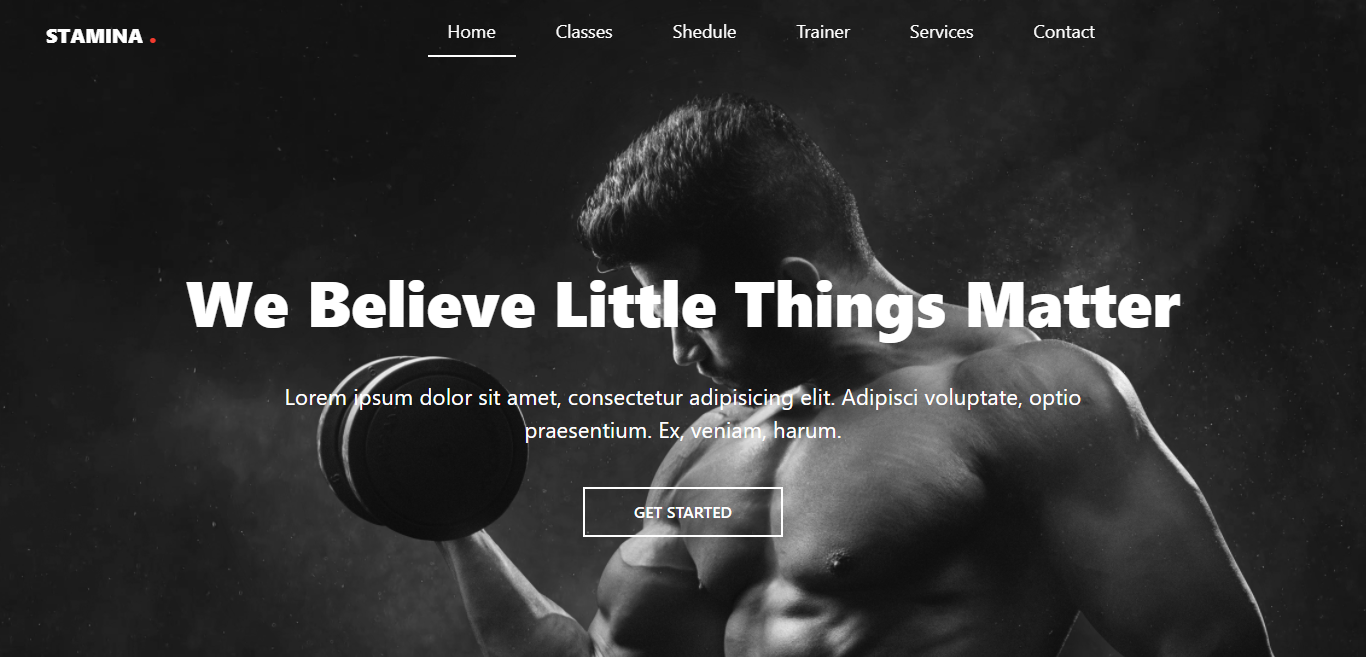 STAMINA .
Home Classes Shedule Trainer Services Contact
We Believe Little Things Matter
Lorem ipsum dolor sit amet, consectetur adipisicing elit. Adipisci voluptate, optio
praesentium. Ex, veniam, harum.
GET STARTED